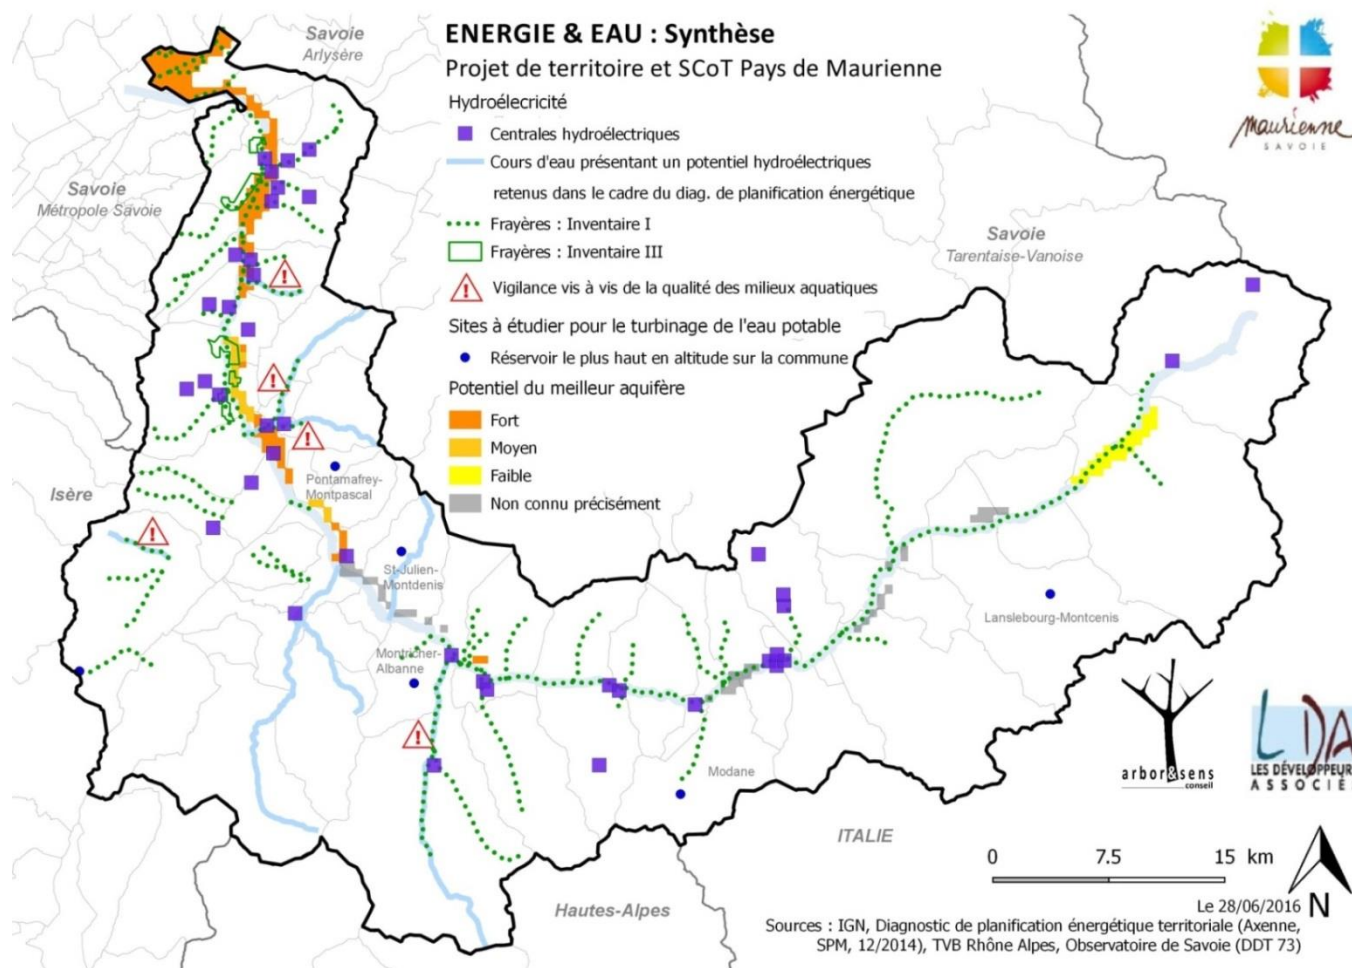 ENERGIE & EAU : Synthèse
Projet de territoire et SCoT Pays de Maurienne
Hydroélecricité
Centrales hydroélectriques
Cours d'eau présentant un potentiel hydroélectriques
retenus dans le cadre du diag. de planification énergétique
Frayères : Inventaire I
Frayères : Inventaire III
Vigilance vis à vis de la qualité des milieux aquatiques
Sites à étudier pour le turbinage de l'eau potable
Réservoir le plus haut en altitude sur la commune
Potentiel du meilleur aquifère
Fort
Moyen
Faible
Non connu précisément
maurienne
SAVOIE
Savoie
Arlysère
Savoie
Métropole Savoie
Savoie
Tarentaise-Vanoise
Isère
Pontamafrey-
Montpascal
St-Julien-
Montdenis
Montricher-
Albanne
Lanslebourg-Montcenis
Modane
ITALIE
Hautes-Alpes
arbor&sens
conseil
LDA
LES DÉVELOPPEUR
ASSOCIÉ
0 7.5 15 km
N
Le 28/06/2016
Sources : IGN, Diagnostic de planification énergétique territoriale (Axenne,
SPM, 12/2014), TVB Rhône Alpes, Observatoire de Savoie (DDT 73)